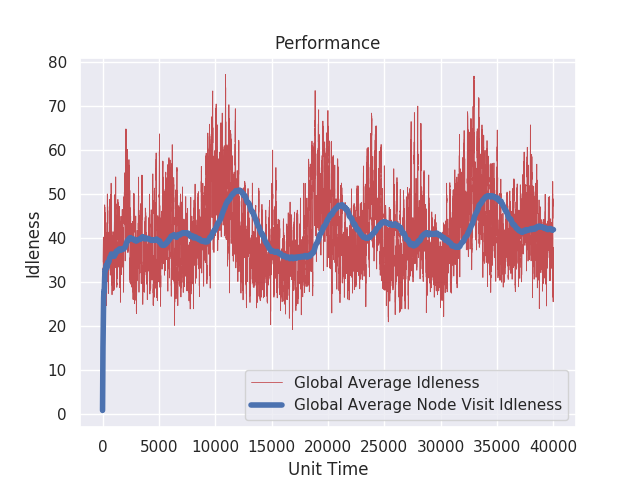 Performance
80
70
60
50
40
30
20
10
0
Idleness
Global Average Idleness
Global Average Node Visit Idleness
0 5000 10000 15000 20000 25000 30000 35000 40000
Unit Time